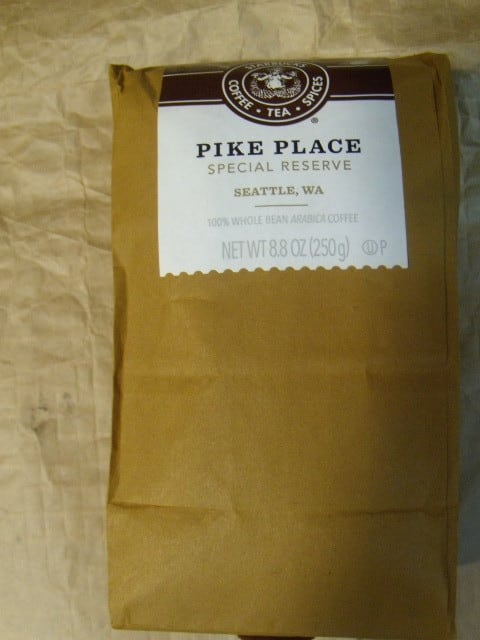 STARBUCKS
COFFEE • TEA • SPICES
®
PIKE PLACE
SPECIAL RESERVE
SEATTLE, WA
100% WHOLE BEAN ARABICA COFFEE
NET WT 8.8 OZ (250g) Ⓤ P